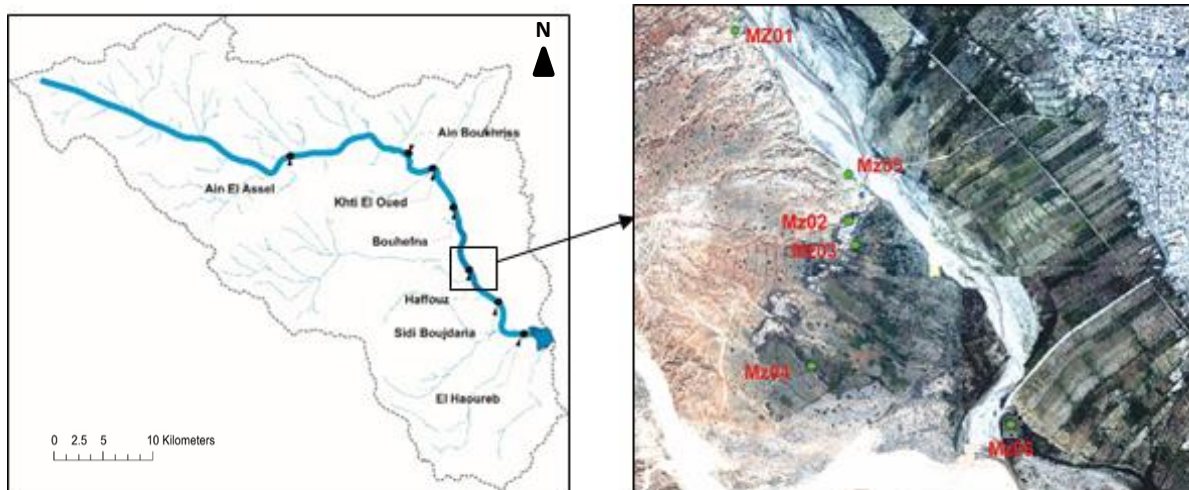 N
Ain Boukhriss
Ain El Assel
Khti El Oued
Bouhefna
Haffouz
Sidi Boujdaria
El Haoureb
0 2.5 5 10 Kilometers
MZ01
Mz05
Mz02
Mz03
Mz04
Mz06